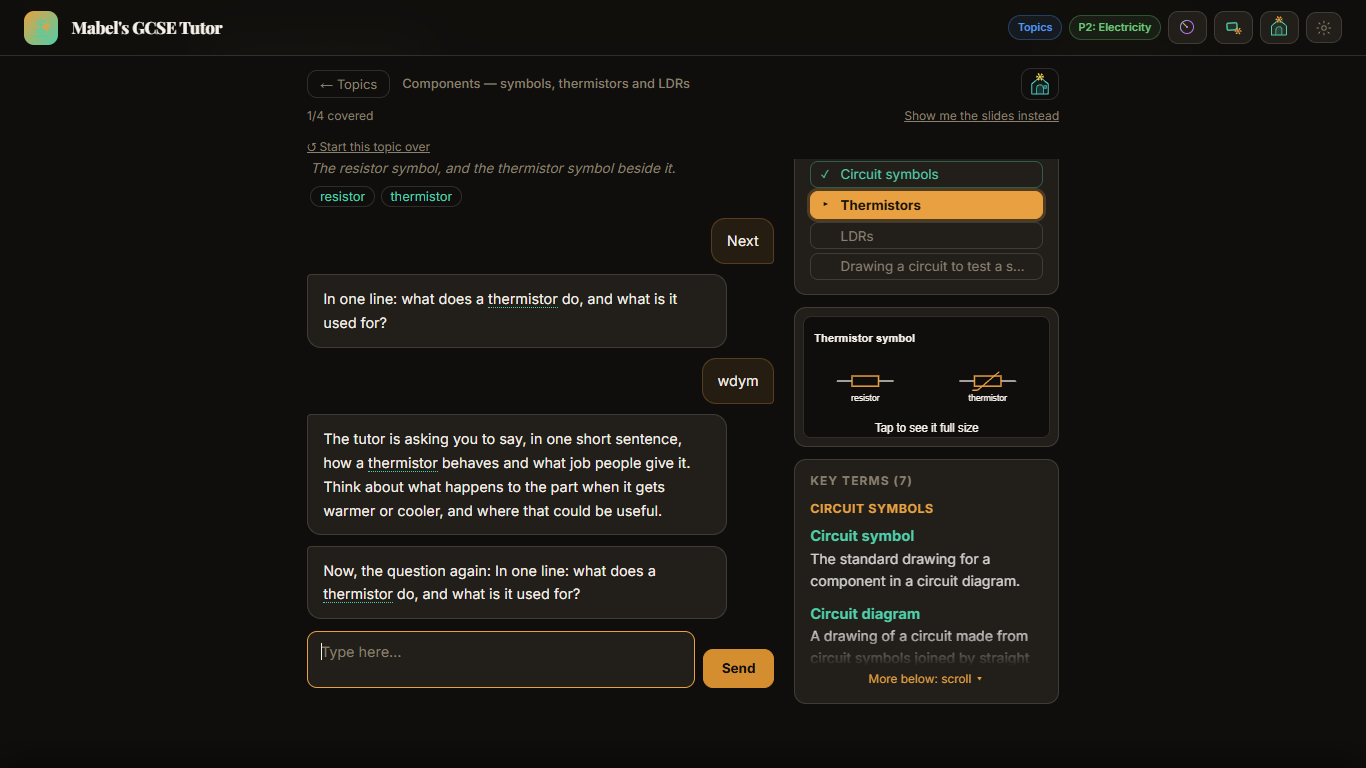 Mabel's GCSE Tutor
Topics
P2: Electricity
← Topics
Components — symbols, thermistors and LDRs
1/4 covered
Show me the slides instead
↺ Start this topic over
The resistor symbol, and the thermistor symbol beside it.
resistor
thermistor
Next
In one line: what does a thermistor do, and what is it
used for?
wdym
The tutor is asking you to say, in one short sentence,
how a thermistor behaves and what job people give it.
Think about what happens to the part when it gets
warmer or cooler, and where that could be useful.
Now, the question again: In one line: what does a
thermistor do, and what is it used for?
Type here...
Send
✓ Circuit symbols
▸ Thermistors
LDRs
Drawing a circuit to test a s...
Thermistor symbol
resistor
thermistor
Tap to see it full size
KEY TERMS (7)
CIRCUIT SYMBOLS
Circuit symbol
The standard drawing for a
component in a circuit diagram.
Circuit diagram
A drawing of a circuit made from
circuit symbols joined by straight
More below: scroll ▾